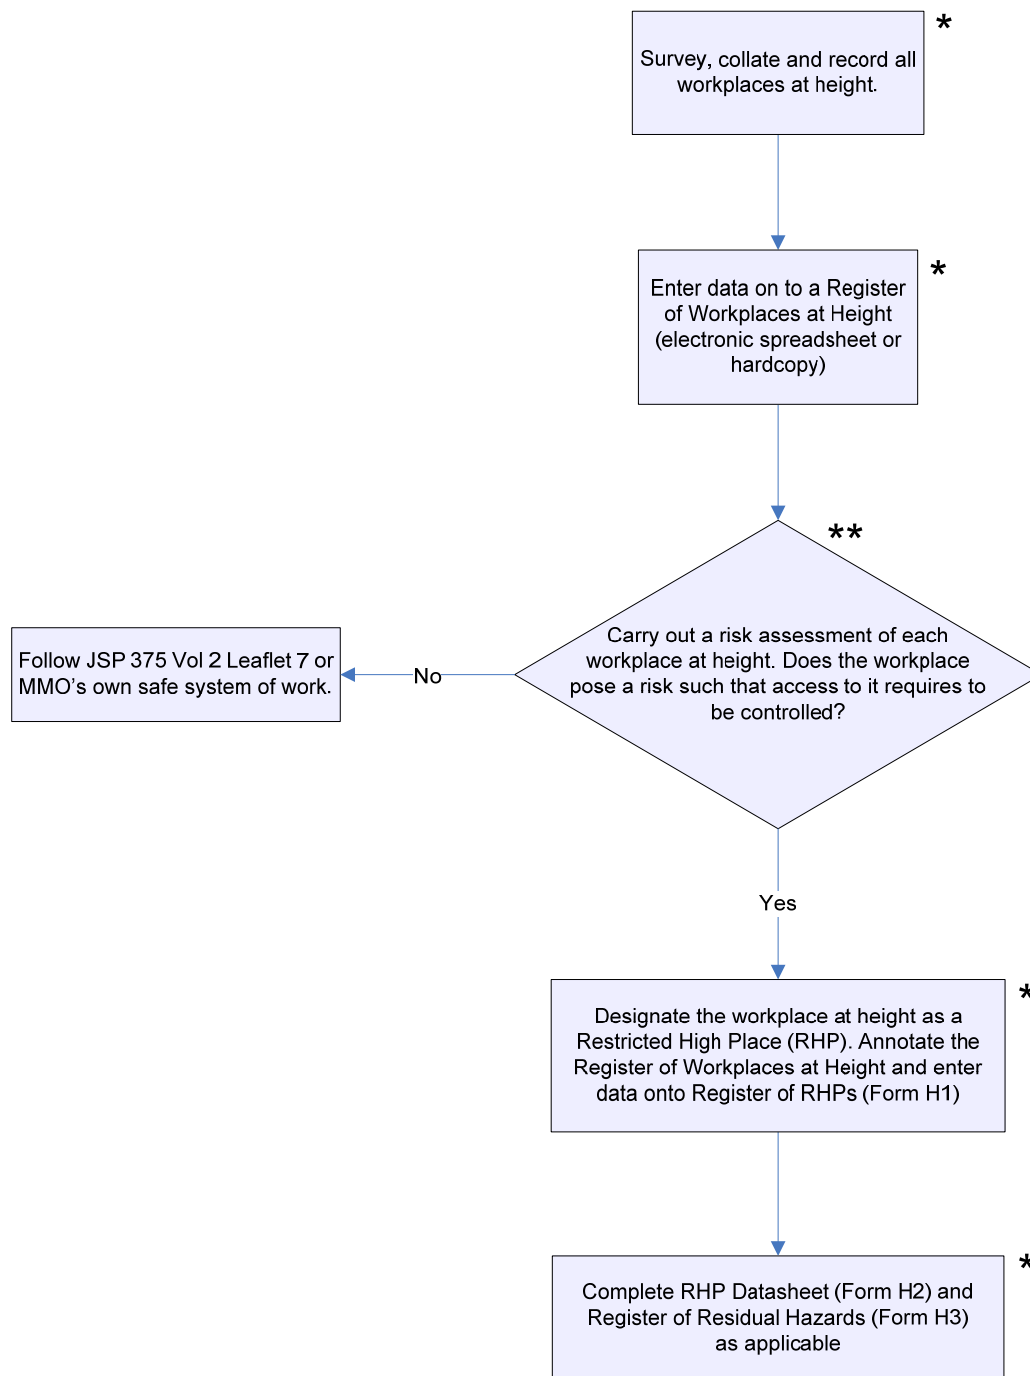 *
Survey, collate and record all
workplaces at height.
*
Enter data on to a Register
of Workplaces at Height
(electronic spreadsheet or
hardcopy)
**
Carry out a risk assessment of each
workplace at height. Does the workplace
pose a risk such that access to it requires to
be controlled?
No
Follow JSP 375 Vol 2 Leaflet 7 or
MMO's own safe system of work.
Yes
*
Designate the workplace at height as a
Restricted High Place (RHP). Annotate the
Register of Workplaces at Height and enter
data onto Register of RHPs (Form H1)
*
Complete RHP Datasheet (Form H2) and
Register of Residual Hazards (Form H3)
as applicable